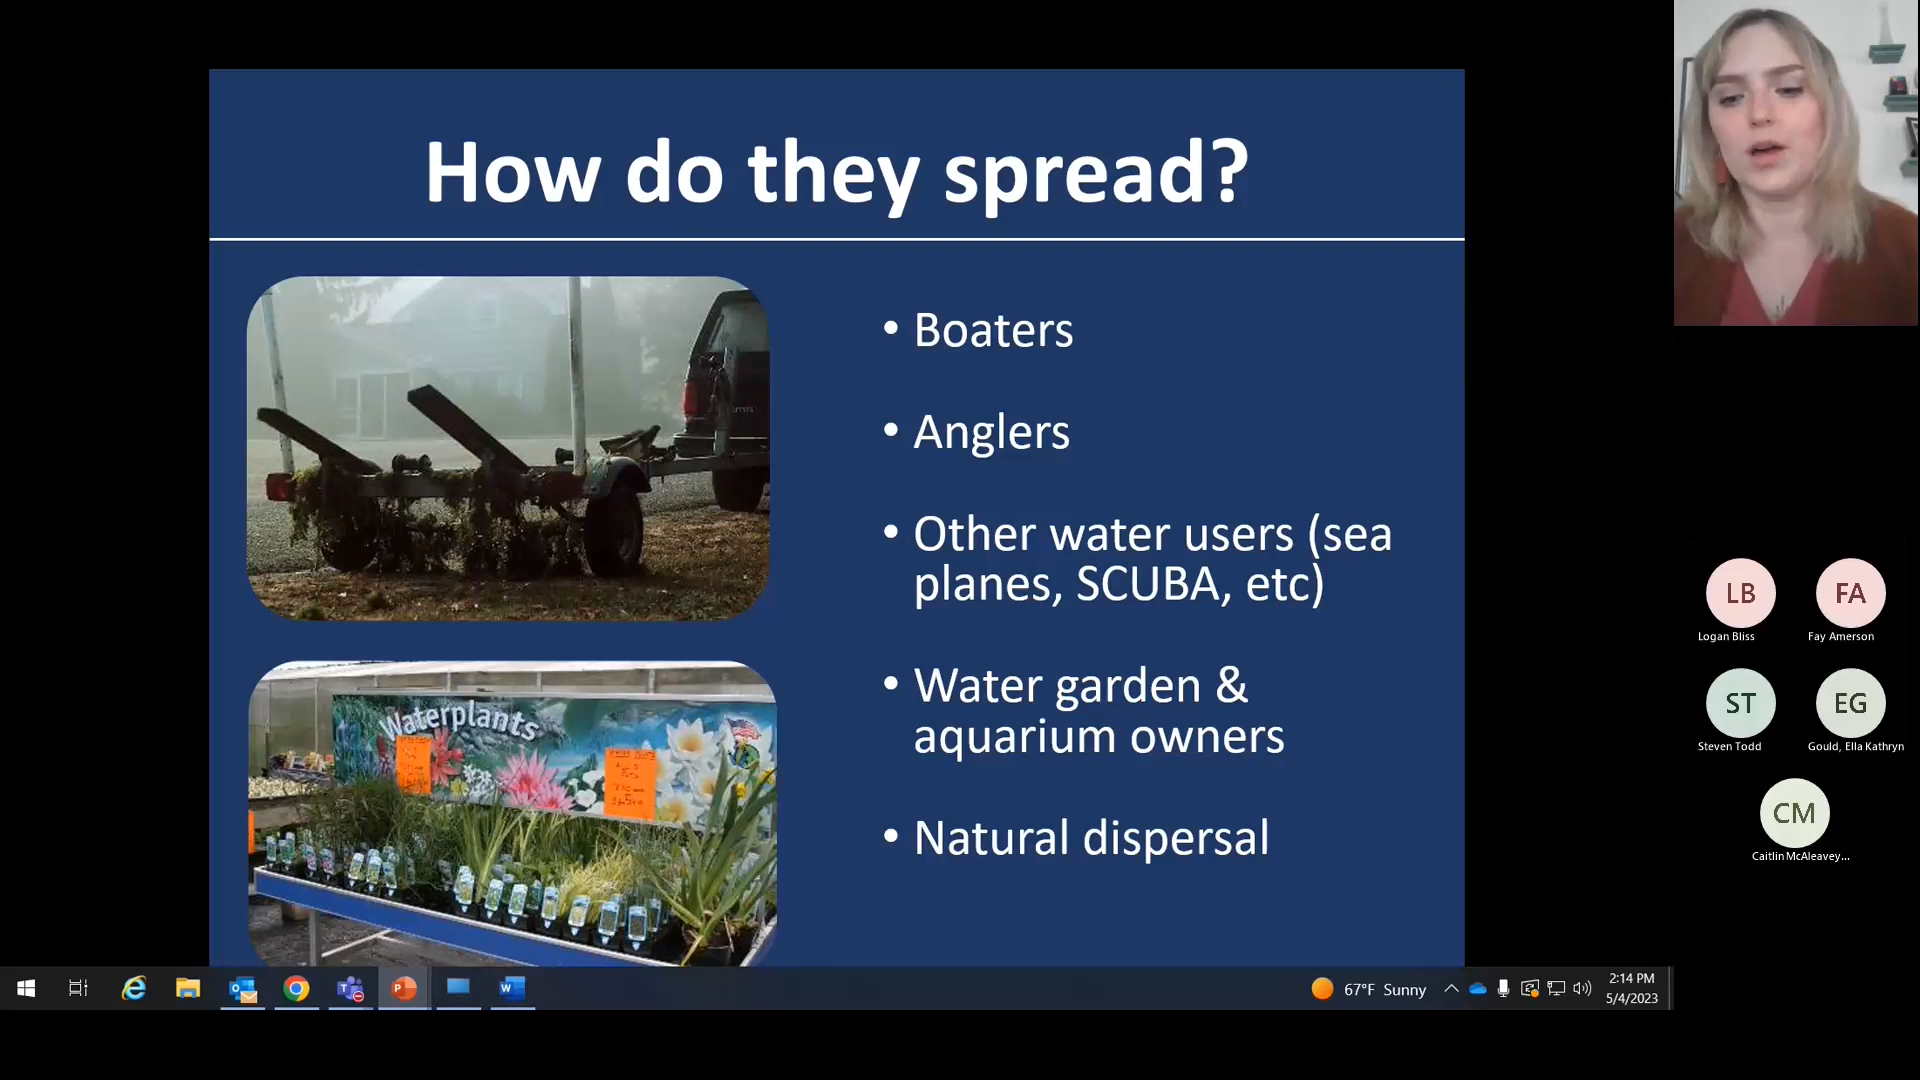 How do they spread?
• Boaters
• Anglers
• Other water users (sea
planes, SCUBA, etc)
• Water garden &
aquarium owners
• Natural dispersal
Waterplants
LB
FA
Logan Bliss
Fay Amerson
ST
EG
Steven Todd
Gould, Ella Kathryn
CM
Caitlin McAleavey...
67°F Sunny
2:14 PM
5/4/2023